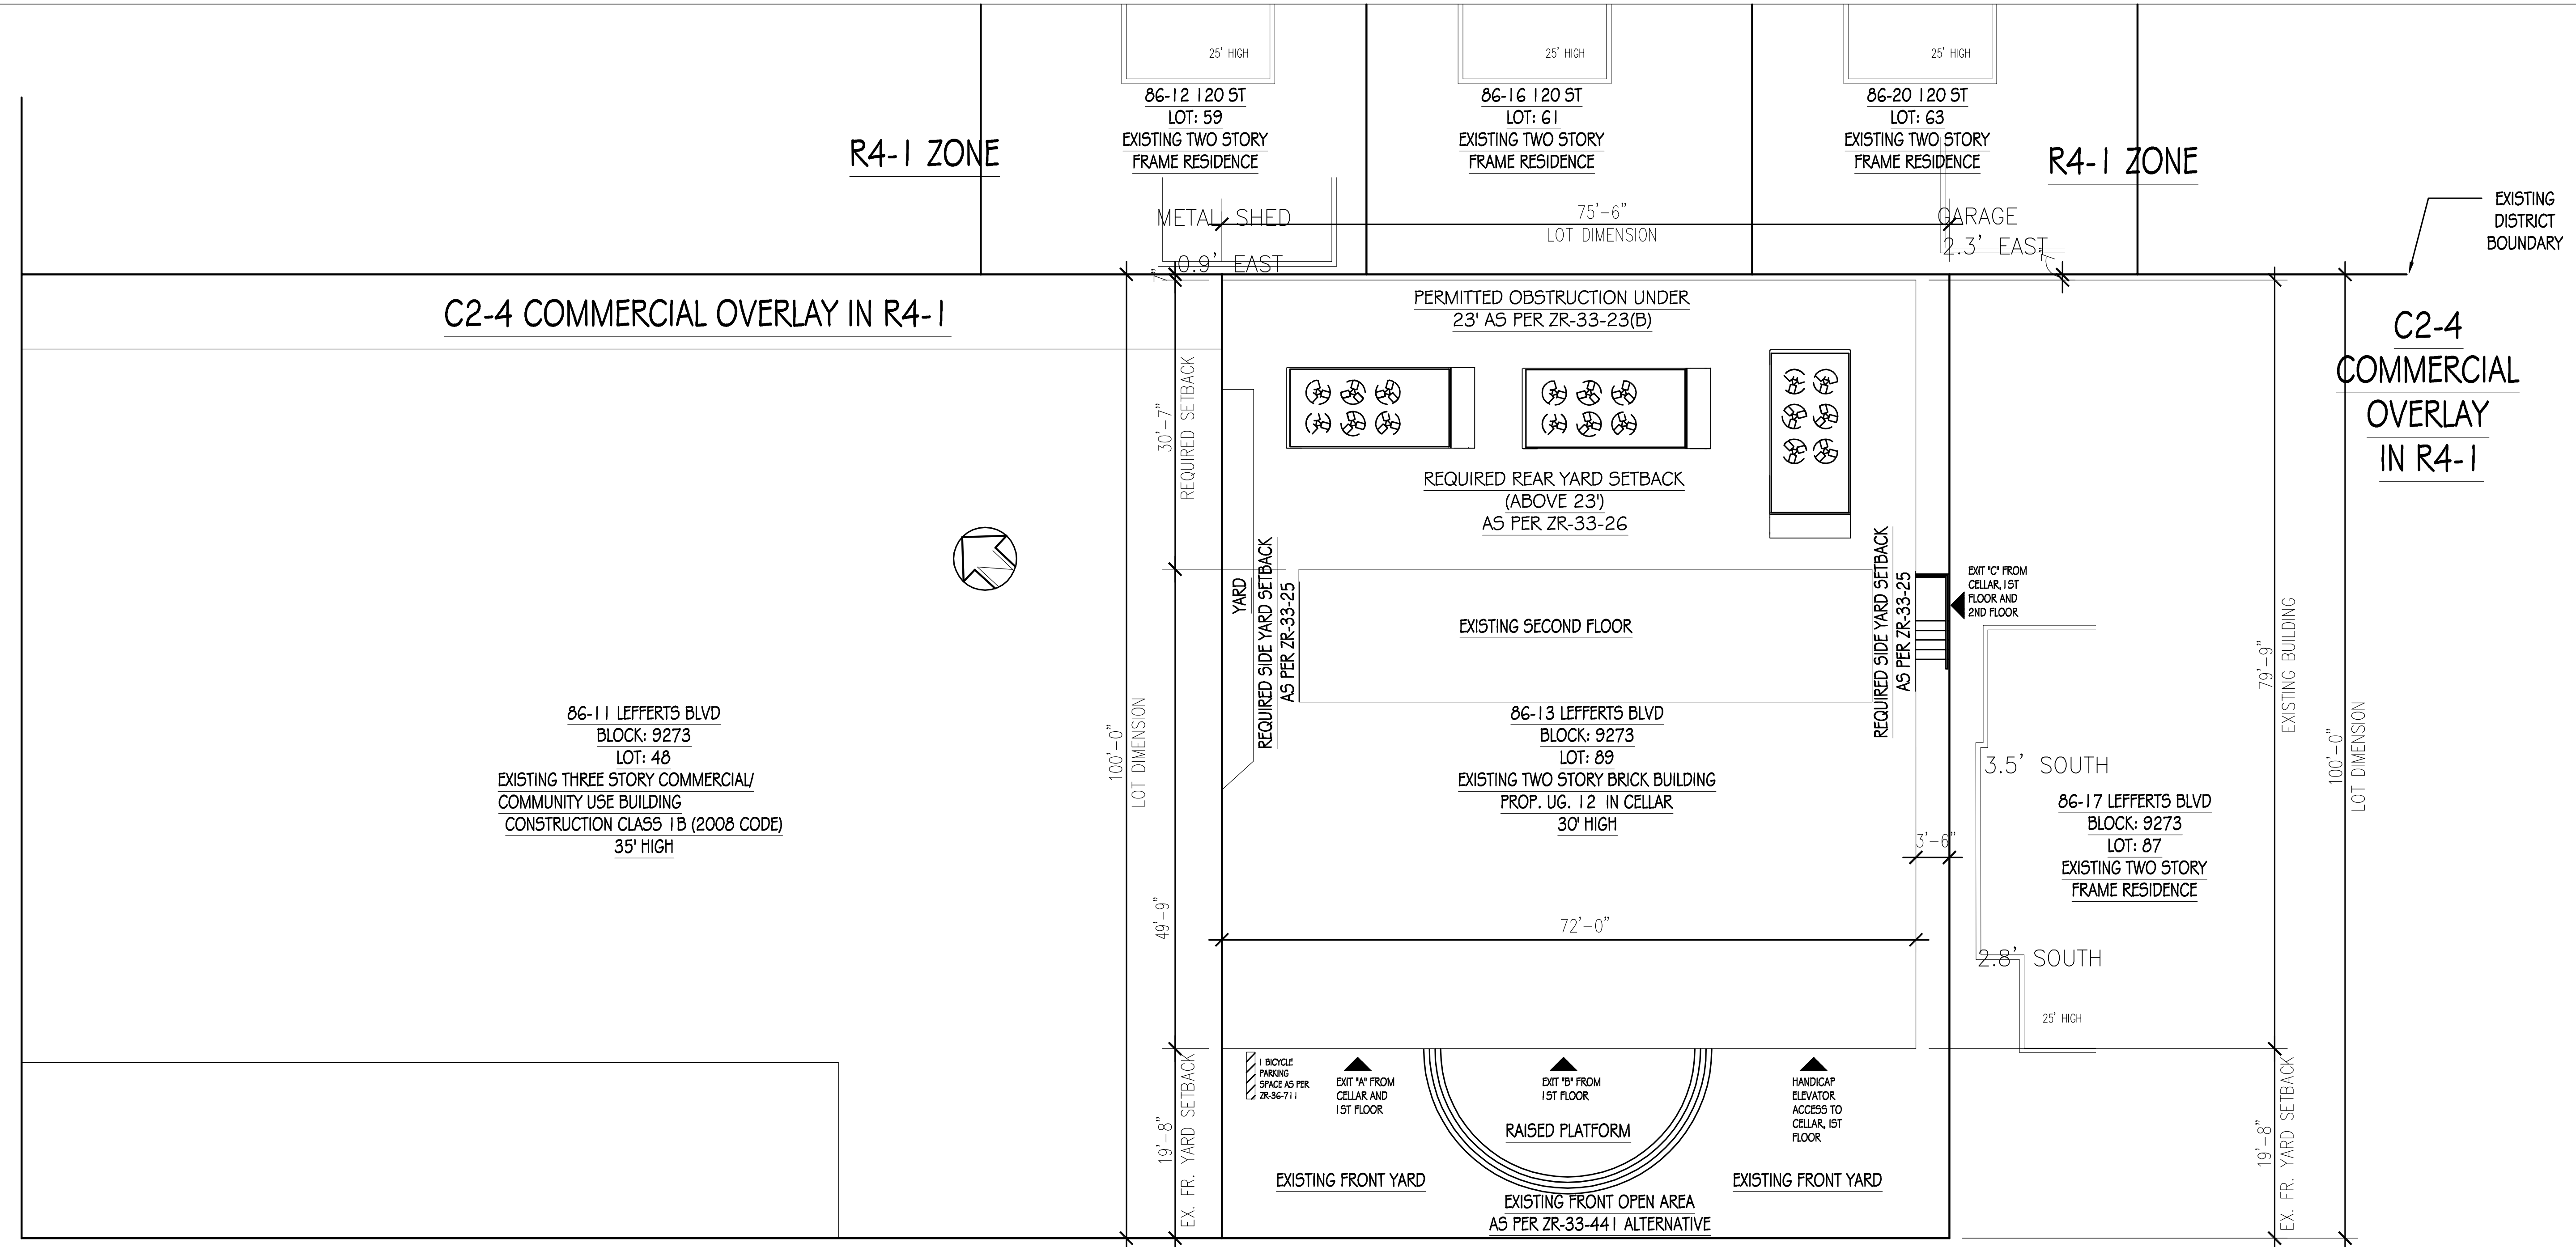 25' HIGH
25' HIGH
25' HIGH
86-12 120 ST
LOT: 59
EXISTING TWO STORY
FRAME RESIDENCE
86-16 120 ST
LOT: 61
EXISTING TWO STORY
FRAME RESIDENCE
86-20 120 ST
LOT: 63
EXISTING TWO STORY
FRAME RESIDENCE
R4-1 ZONE
R4-1 ZONE
EXISTING
DISTRICT
BOUNDARY
METAL SHED
0.9' EAST
75'-6"
LOT DIMENSION
GARAGE
2.3' EAST
7"
C2-4 COMMERCIAL OVERLAY IN R4-1
PERMITTED OBSTRUCTION UNDER
23' AS PER ZR-33-23(B)
C2-4
COMMERCIAL
OVERLAY
IN R4-1
30'-7"
REQUIRED SETBACK
REQUIRED REAR YARD SETBACK
(ABOVE 23')
AS PER ZR-33-26
YARD
REQUIRED SIDE YARD SETBACK
AS PER ZR-33-25
EXISTING SECOND FLOOR
REQUIRED SIDE YARD SETBACK
AS PER ZR-33-25
EXIT "C" FROM
CELLAR, 1ST
FLOOR AND
2ND FLOOR
86-11 LEFFERTS BLVD
BLOCK: 9273
LOT: 48
EXISTING THREE STORY COMMERCIAL/
COMMUNITY USE BUILDING
CONSTRUCTION CLASS 1B (2008 CODE)
35' HIGH
100'-0"
LOT DIMENSION
86-13 LEFFERTS BLVD
BLOCK: 9273
LOT: 89
EXISTING TWO STORY BRICK BUILDING
PROP. UG. 12 IN CELLAR
30' HIGH
3'-6"
3.5' SOUTH
86-17 LEFFERTS BLVD
BLOCK: 9273
LOT: 87
EXISTING TWO STORY
FRAME RESIDENCE
79'-9"
EXISTING BUILDING
100'-0"
LOT DIMENSION
49'-9"
72'-0"
2.8' SOUTH
25' HIGH
19'-8"
EX. FR. YARD SETBACK
1 BICYCLE
PARKING
SPACE AS PER
ZR-36-711
EXIT "A" FROM
CELLAR AND
1ST FLOOR
EXIT "B" FROM
1ST FLOOR
HANDICAP
ELEVATOR
ACCESS TO
CELLAR, 1ST
FLOOR
RAISED PLATFORM
EXISTING FRONT YARD
EXISTING FRONT YARD
EXISTING FRONT OPEN AREA
AS PER ZR-33-441 ALTERNATIVE
19'-8"
EX. FR. YARD SETBACK